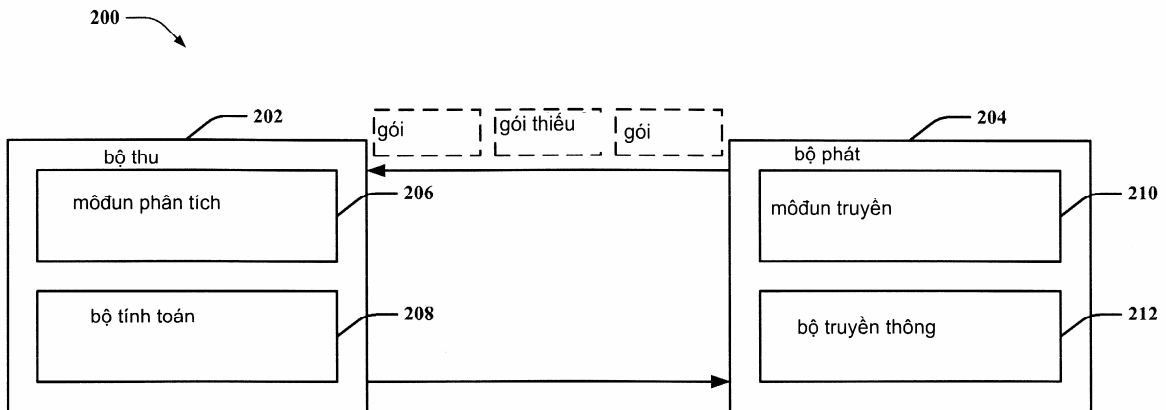 200
202
gói
gói thiếu
gói
204
bộ thu
bộ phát
môđun phân tích
206
môđun truyền
210
bộ tính toán
208
bộ truyền thông
212